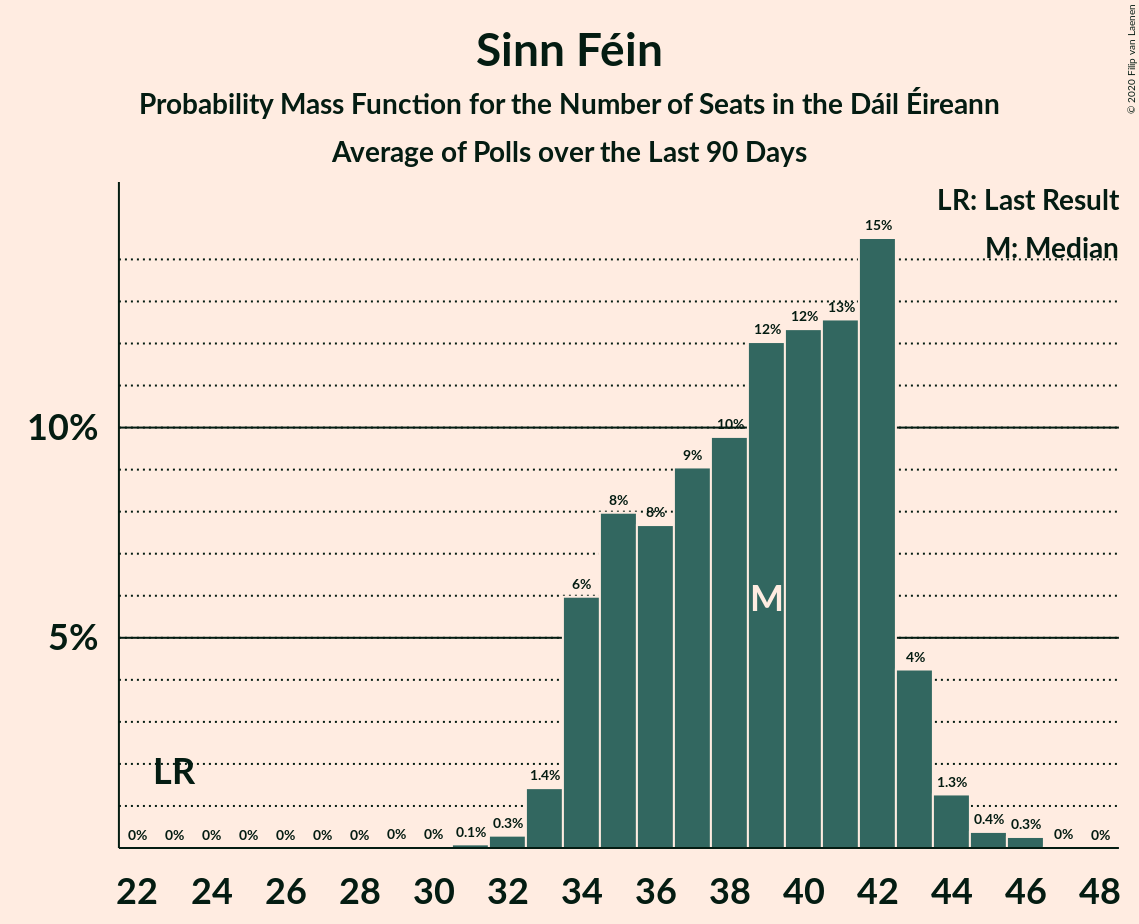 © 2020 Filip van Laenen
Sinn Féin
Probability Mass Function for the Number of Seats in the Dáil Éireann
Average of Polls over the Last 90 Days
LR: Last Result
M: Median
15%
13%
12%
12%
10%
10%
9%
8%
8%
6%
M
5%
4%
LR
1.4%
1.3%
0% 0% 0% 0% 0% 0% 0% 0% 0% 0.1% 0.3% 0.4% 0.3% 0% 0%
22 24 26 28 30 32 34 36 38 40 42 44 46 48